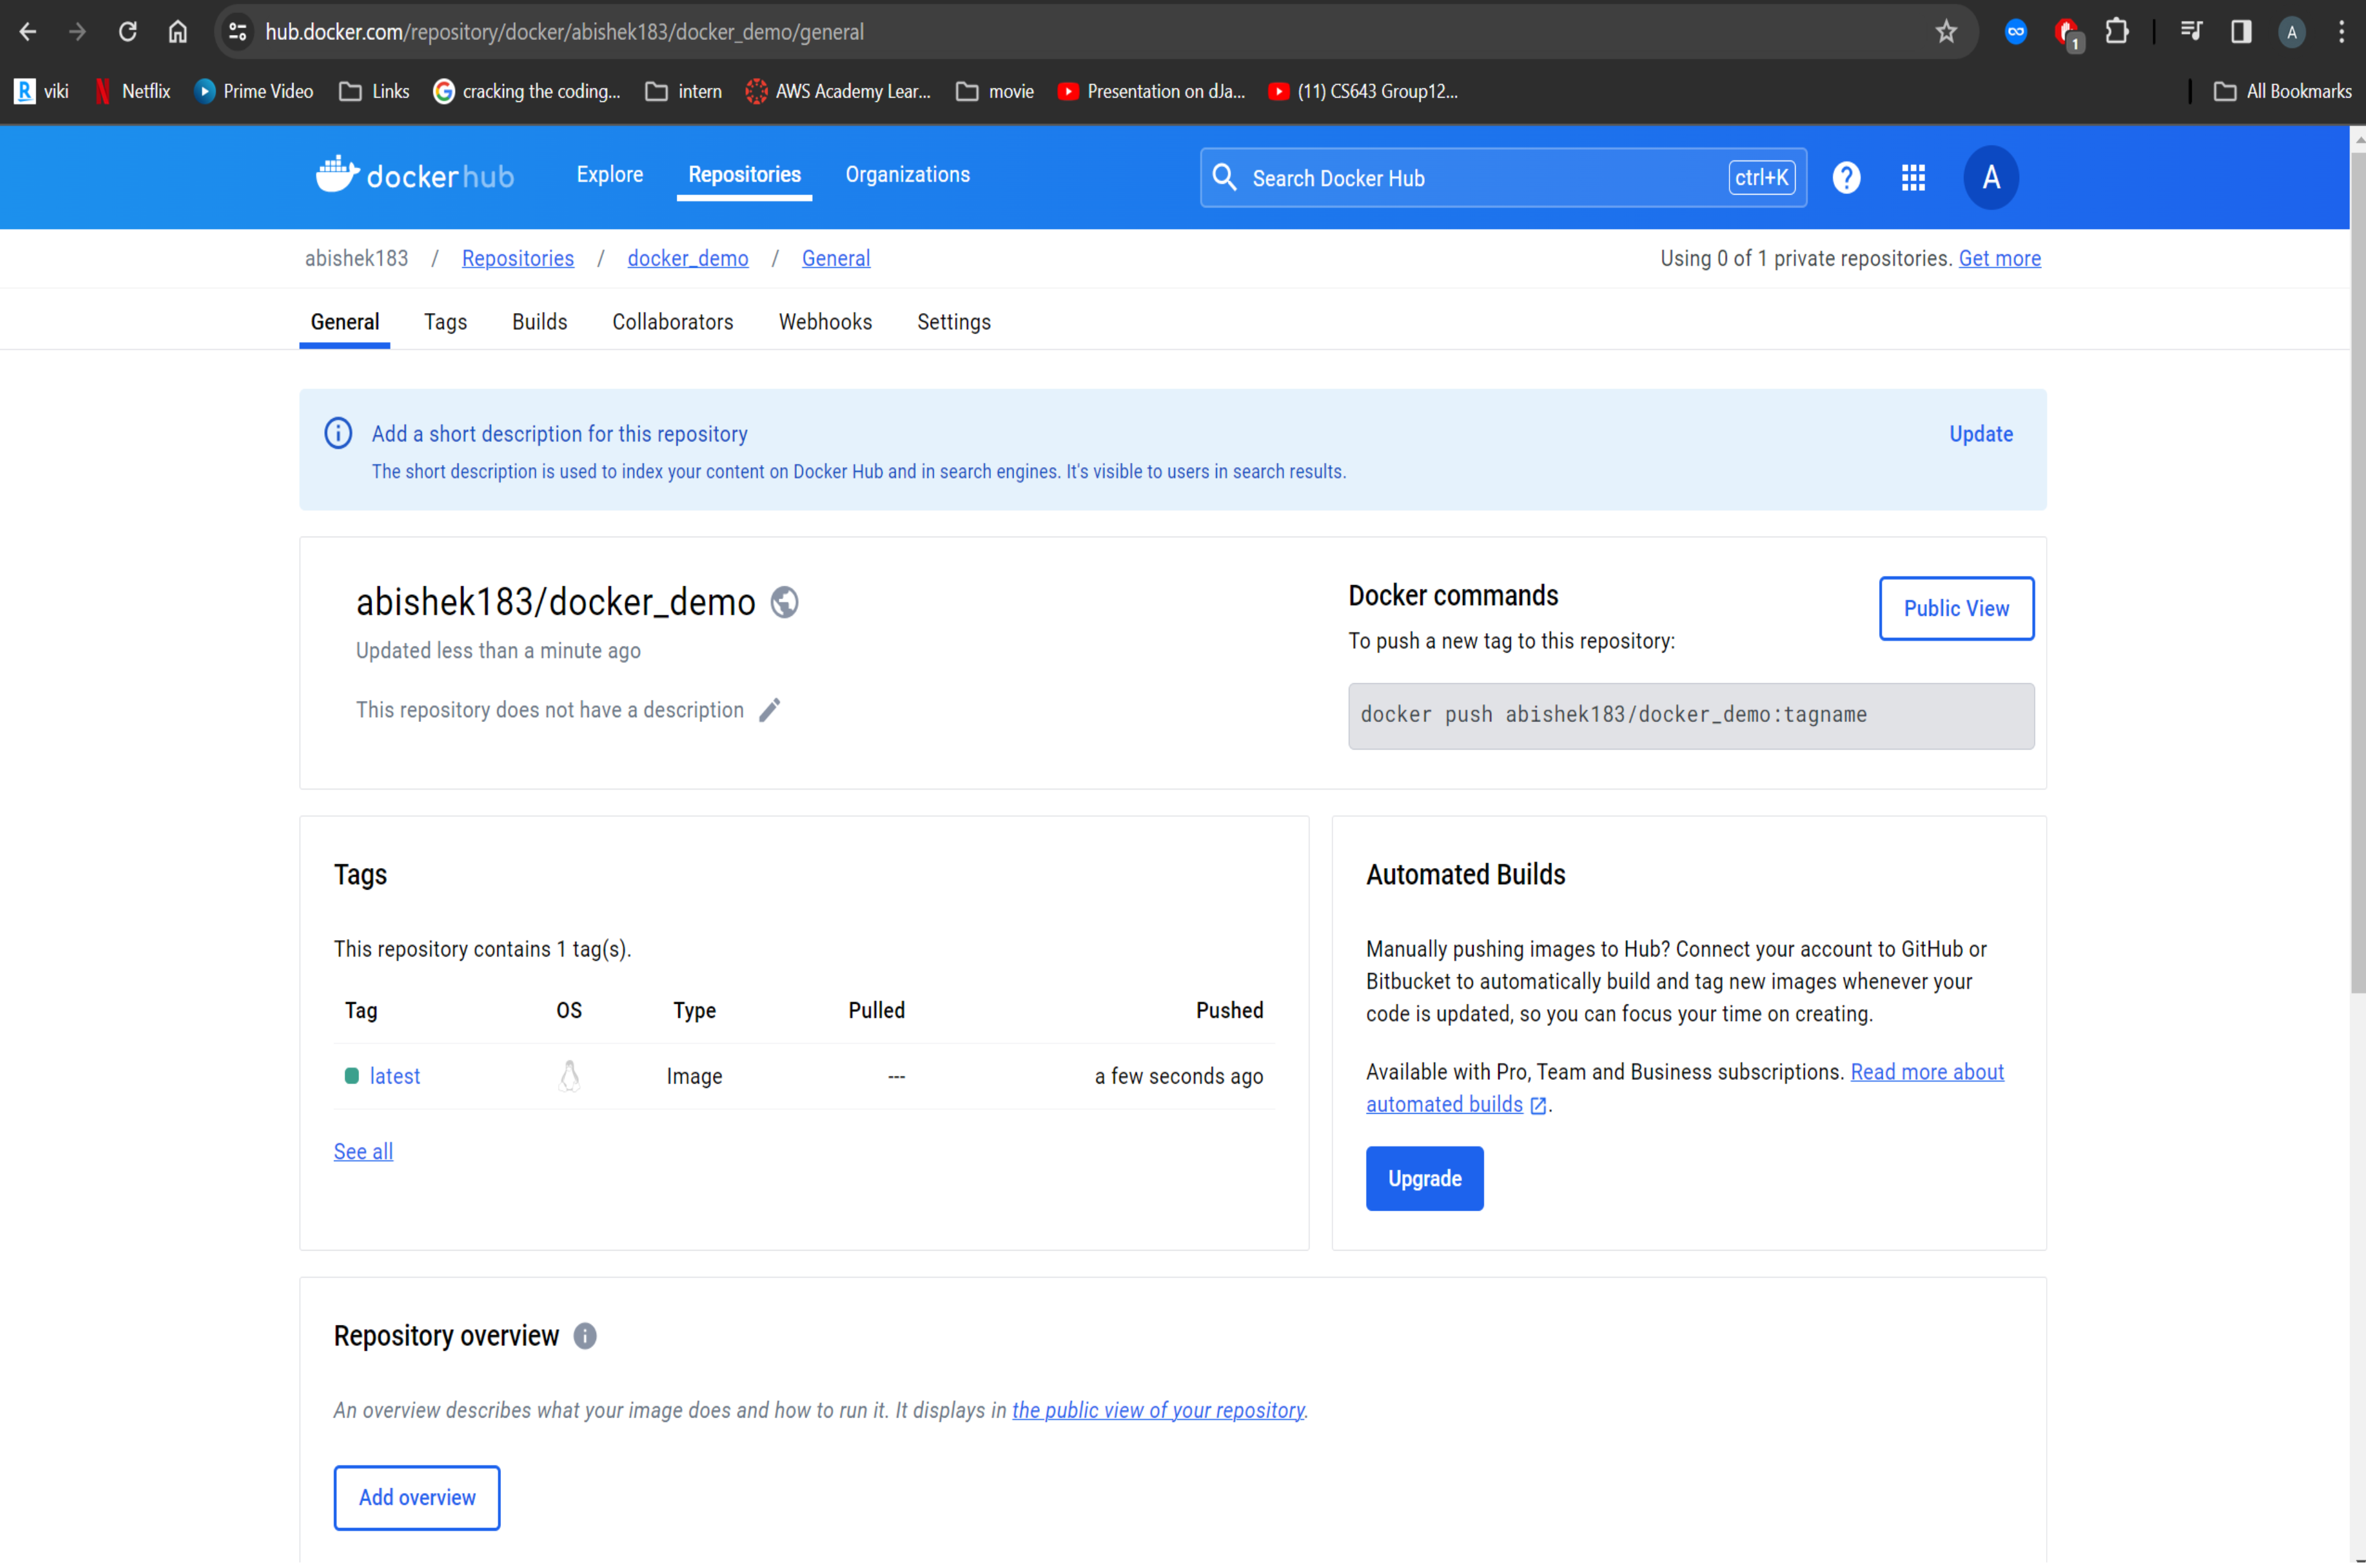 hub.docker.com/repository/docker/abishek183/docker_demo/general
1
A
viki Netflix Prime Video Links cracking the coding... intern AWS Academy Lear... movie Presentation on dJa... (11) CS643 Group12... All Bookmarks
dockerhub Explore Repositories Organizations Search Docker Hub ctrl+K ? A
abishek183 / Repositories / docker_demo / General Using 0 of 1 private repositories. Get more
General Tags Builds Collaborators Webhooks Settings
Add a short description for this repository Update
The short description is used to index your content on Docker Hub and in search engines. It's visible to users in search results.
abishek183/docker_demo
Updated less than a minute ago
This repository does not have a description
Docker commands
Public View
To push a new tag to this repository:
docker push abishek183/docker_demo:tagname
Tags
This repository contains 1 tag(s).
Tag OS Type Pulled Pushed
latest Image --- a few seconds ago
See all
Automated Builds
Manually pushing images to Hub? Connect your account to GitHub or
Bitbucket to automatically build and tag new images whenever your
code is updated, so you can focus your time on creating.
Available with Pro, Team and Business subscriptions. Read more about
automated builds.
Upgrade
Repository overview
An overview describes what your image does and how to run it. It displays in the public view of your repository.
Add overview